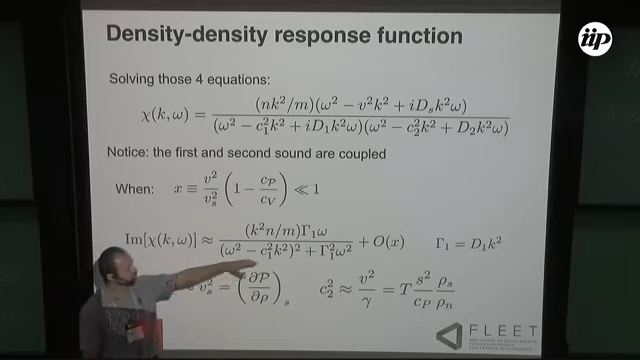 Density-density response function
iip
Solving those 4 equations:
χ(k, ω) = (nk²/m)(ω² − v²k² + iD_sk²ω) / (ω² − c₁²k² + iD₁k²ω)(ω² − c₂²k² + D₂k²ω)
Notice: the first and second sound are coupled
When: x ≡ v²/v_s² (1 − c_P/c_V) ≪ 1
Im[χ(k, ω)] ≈ (k²n/m)Γ₁ω / (ω² − c₁²k²)² + Γ₁²ω² + O(x) Γ₁ = D₁k²
v_s² = (∂P/∂ρ)_s c₂² ≈ v²/γ = T s²/c_P ρ_s/ρ_n
FLEET